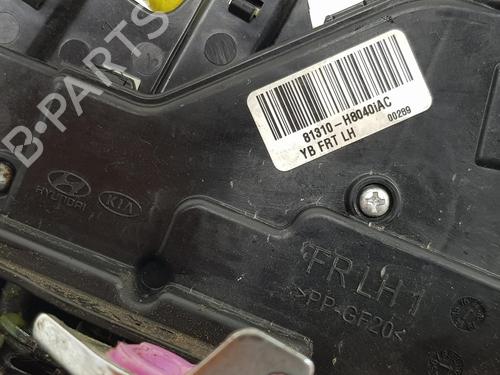 B-PARTS
81310-H8040iAC
YB FRT LH
00289
HYUNDAI
KIA
FR LH 1
>PP-GF20<